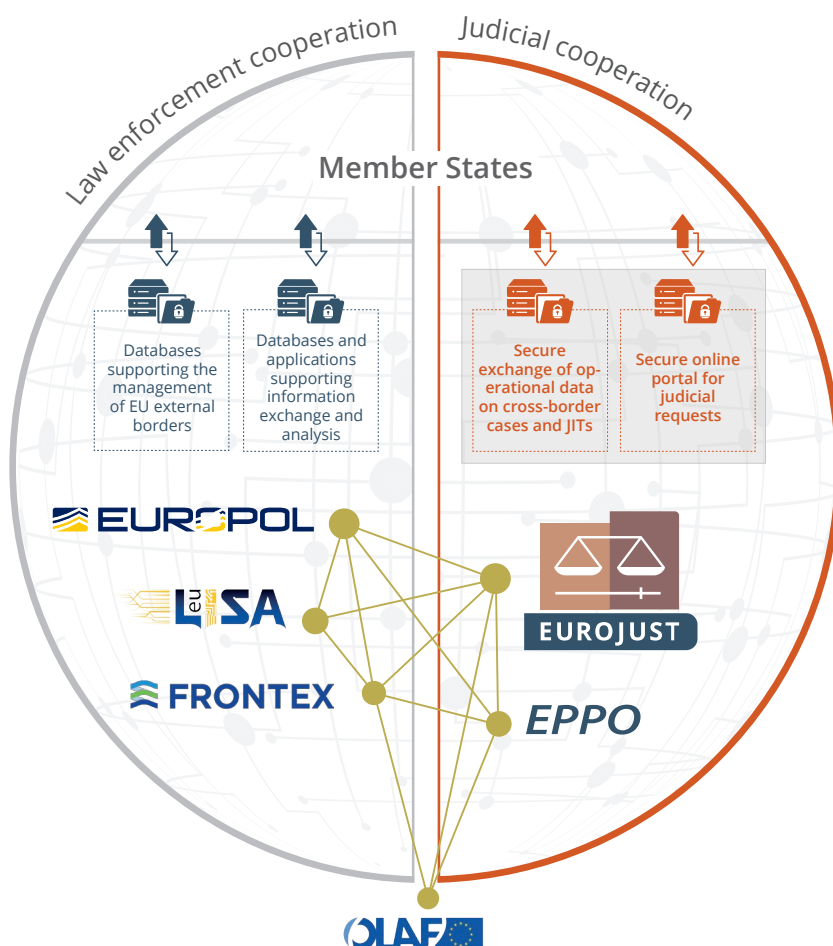 Law enforcement cooperation
Judicial cooperation
Member States
Databases
supporting the
management
of EU external
borders
Databases and
applications
supporting
information
exchange and
analysis
Secure
exchange of op-
erational data
on cross-border
cases and JITs
Secure online
portal for
judicial
requests
EUROPOL
eu LISA
FRONTEX
EUROJUST
EPPO
OLAF